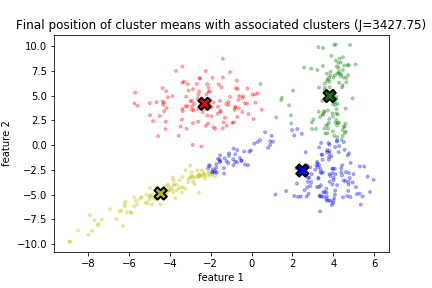 Final position of cluster means with associated clusters (J=3427.75)
10.0
7.5
5.0
2.5
0.0
−2.5
−5.0
−7.5
−10.0
feature 2
−8 −6 −4 −2 0 2 4 6
feature 1